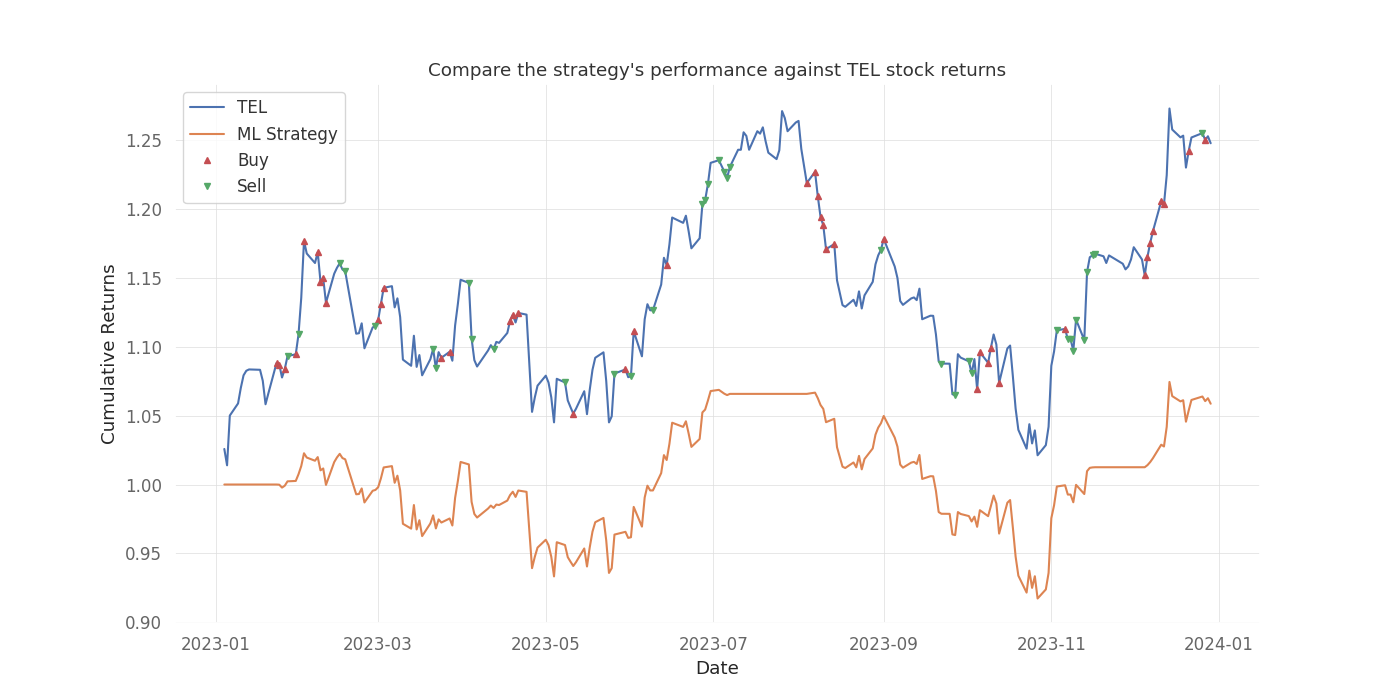 Compare the strategy's performance against TEL stock returns
TEL
ML Strategy
Buy
Sell
Cumulative Returns
1.25
1.20
1.15
1.10
1.05
1.00
0.95
0.90
2023-01 2023-03 2023-05 2023-07 2023-09 2023-11 2024-01
Date